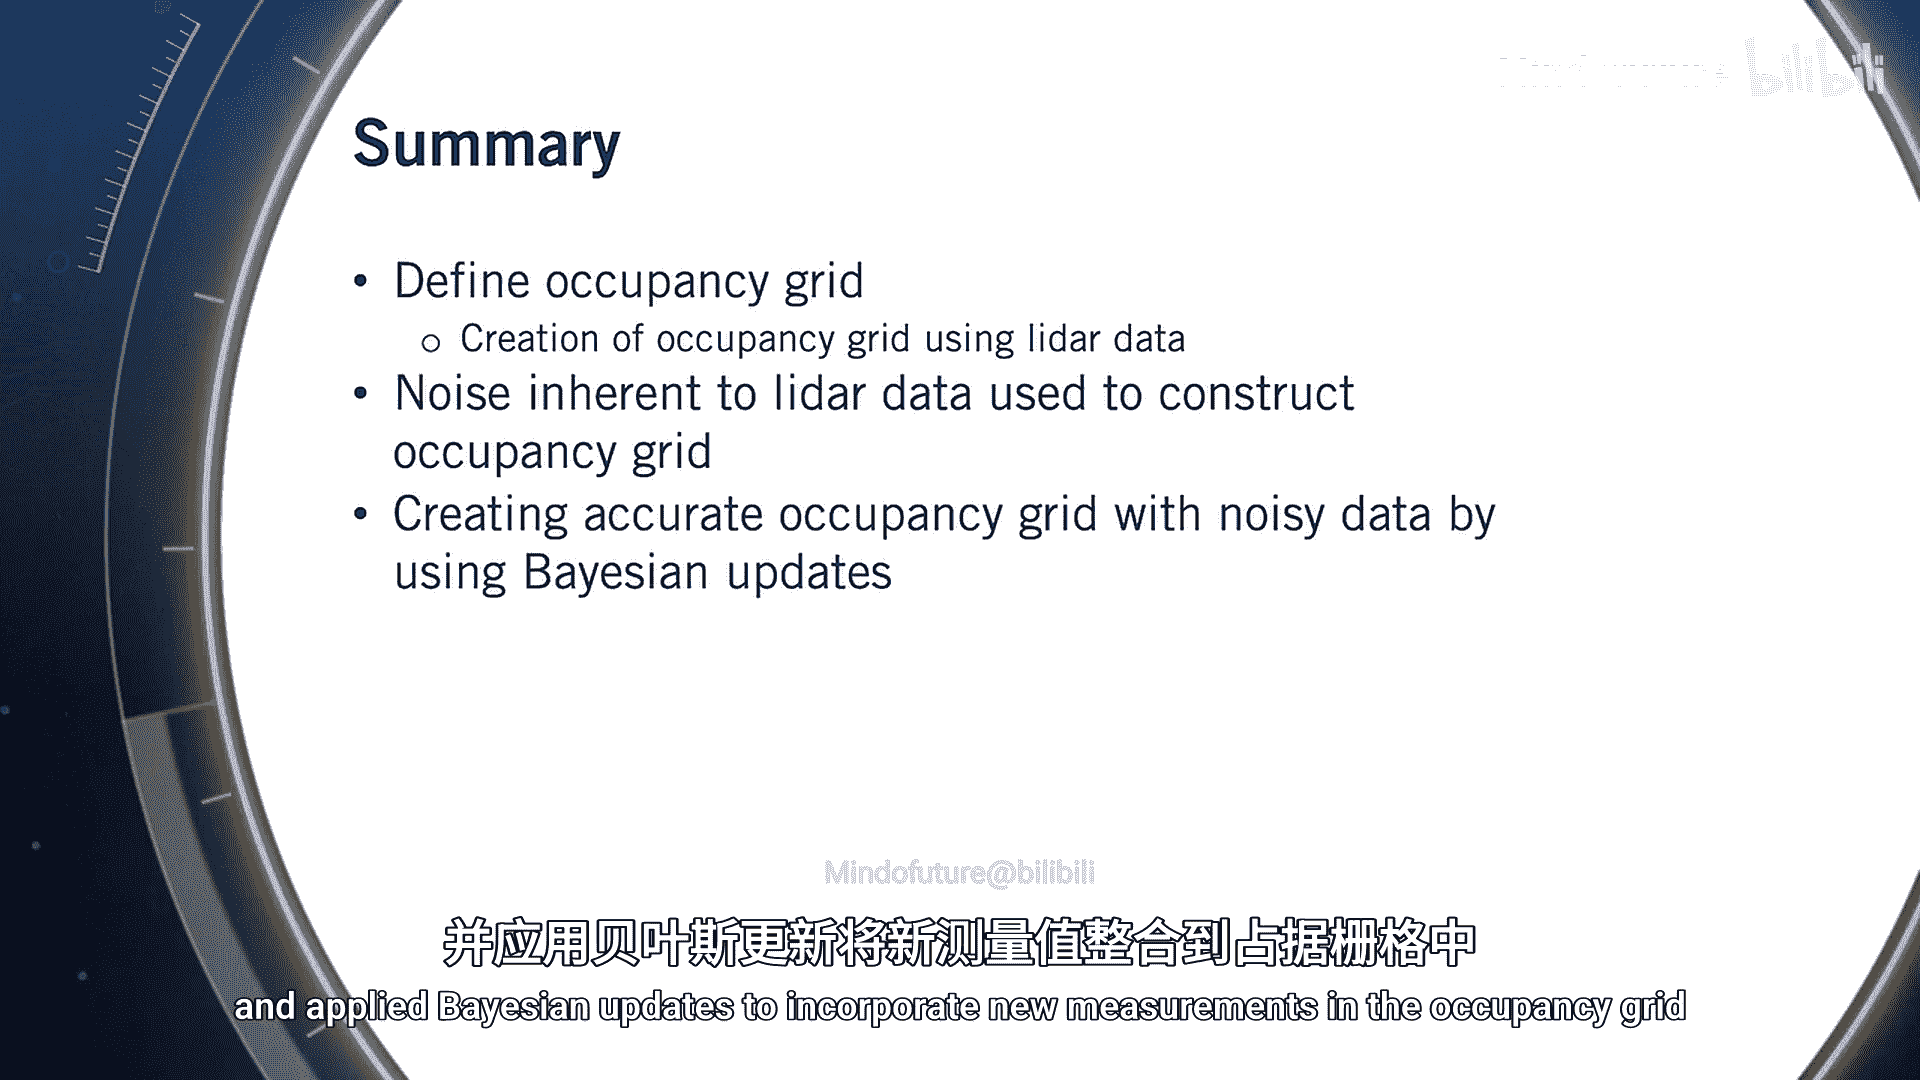 bilibili
Summary
• Define occupancy grid
○ Creation of occupancy grid using lidar data
• Noise inherent to lidar data used to construct
occupancy grid
• Creating accurate occupancy grid with noisy data by
using Bayesian updates
Mindofuture@bilibili
并应用贝叶斯更新将新测量值整合到占据栅格中
and applied Bayesian updates to incorporate new measurements in the occupancy grid